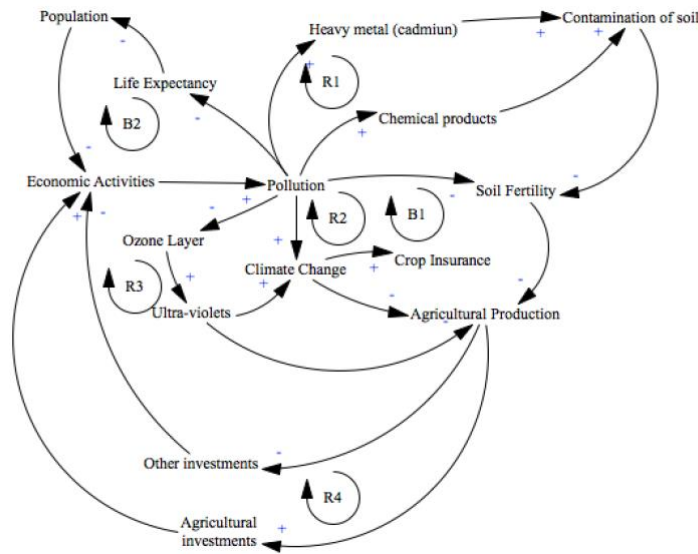 Population
Heavy metal (cadmiun)
Contamination of soil
-
+
+
+
R1
Life Expectancy
B2
-
Chemical products
+
-
Economic Activities
Pollution
-
Soil Fertility
-
+
-
+
-
R2
B1
Ozone Layer
+
Climate Change
Crop Insurance
+
R3
+
+
-
-
Ultra-violets
-
Agricultural Production
Other investments
-
R4
Agricultural
investments
+